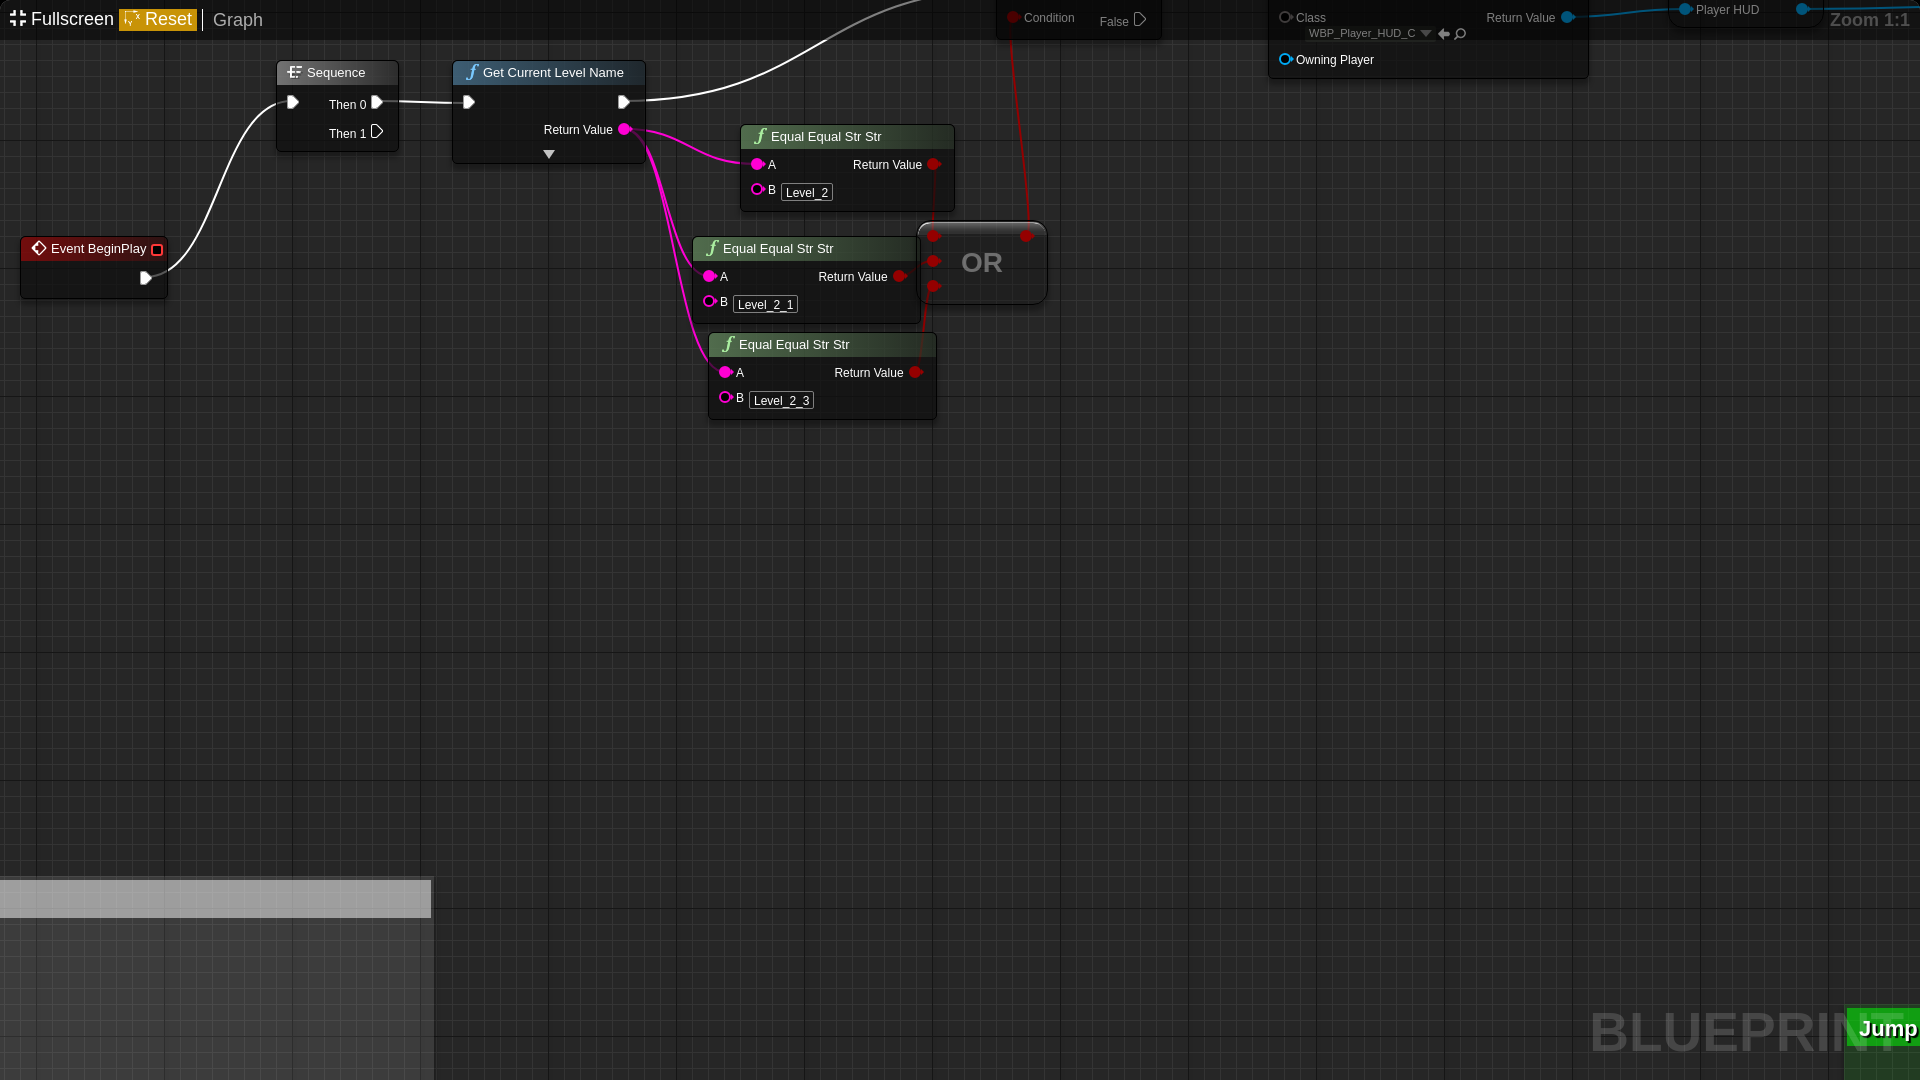 Fullscreen Reset Graph
Zoom 1:1
Condition
False
Class
Return Value
WBP_Player_HUD_C
Owning Player
Player HUD
Sequence
Then 0
Then 1
Get Current Level Name
Return Value
Equal Equal Str Str
A
Return Value
B Level_2
Event BeginPlay
Equal Equal Str Str
A
Return Value
B Level_2_1
OR
Equal Equal Str Str
A
Return Value
B Level_2_3
BLUEPRINT
Jump